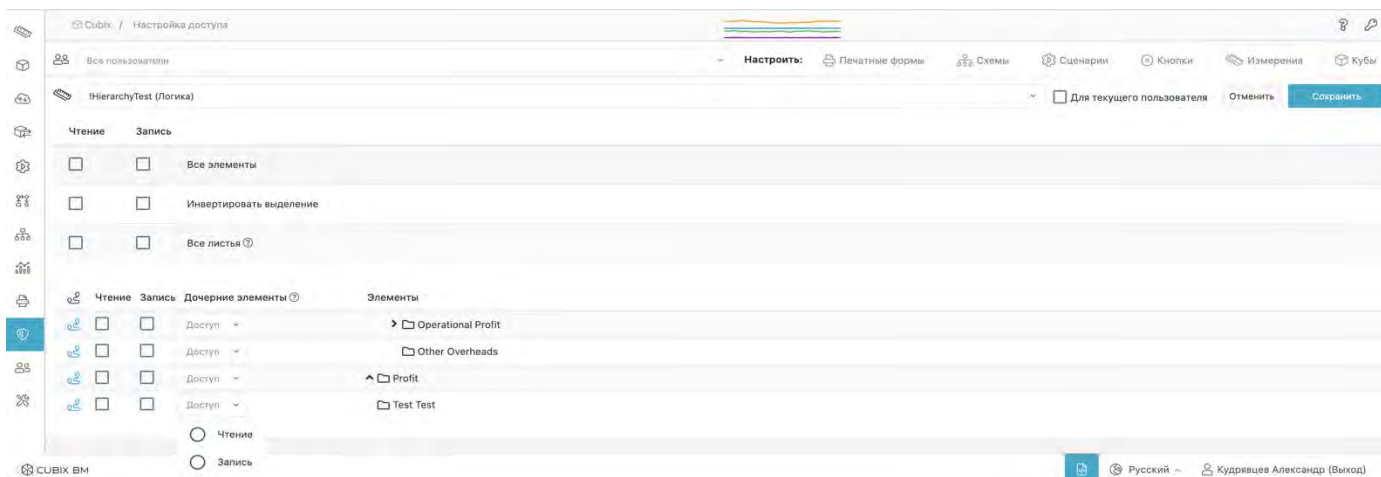 Cubix / Настройка доступа
Все пользователи
Настроить: Печатные формы Схемы Сценарии Кнопки Измерения Кубы
!HierarchyTest (Логика) Для текущего пользователя Отменить Сохранить
Чтение Запись
Все элементы
Инвертировать выделение
Все листья
Чтение Запись Дочерние элементы Элементы
Доступ Operational Profit
Доступ Other Overheads
Доступ Profit
Доступ Test Test
Чтение
Запись
CUBIX BM Русский Кудрявцев Александр (Выход)